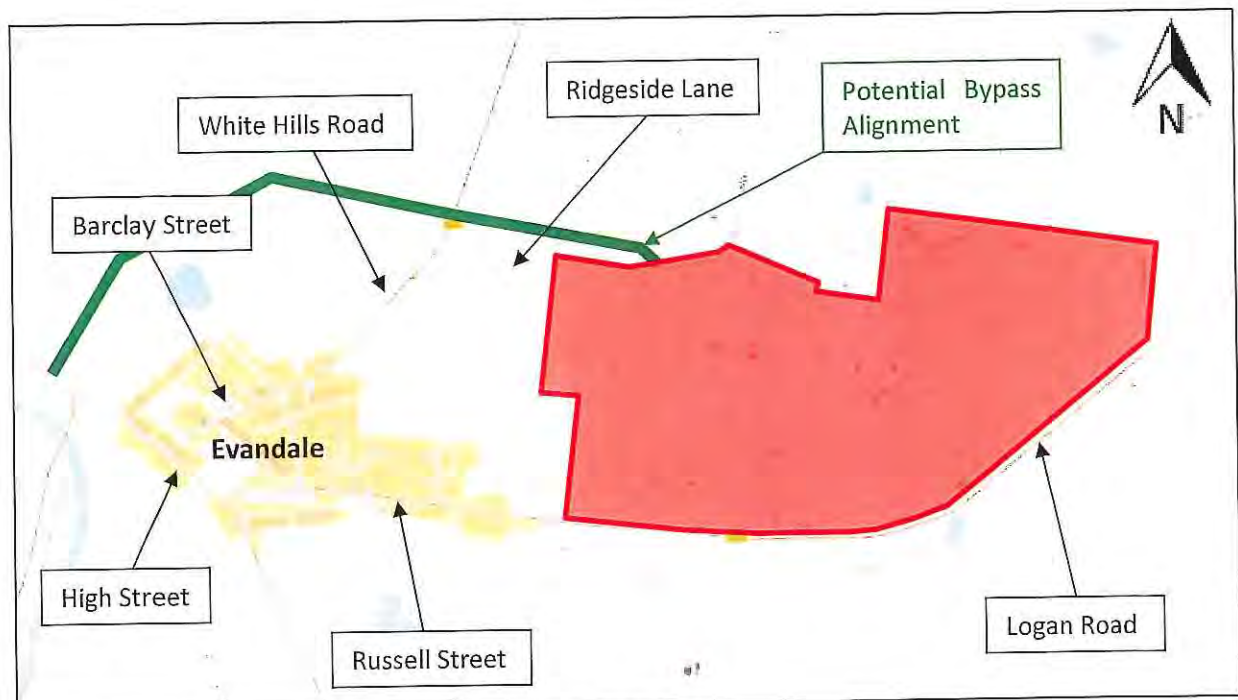 Ridgeside Lane
Potential Bypass
Alignment
White Hills Road
N
Barclay Street
Evandale
High Street
Russell Street
Logan Road